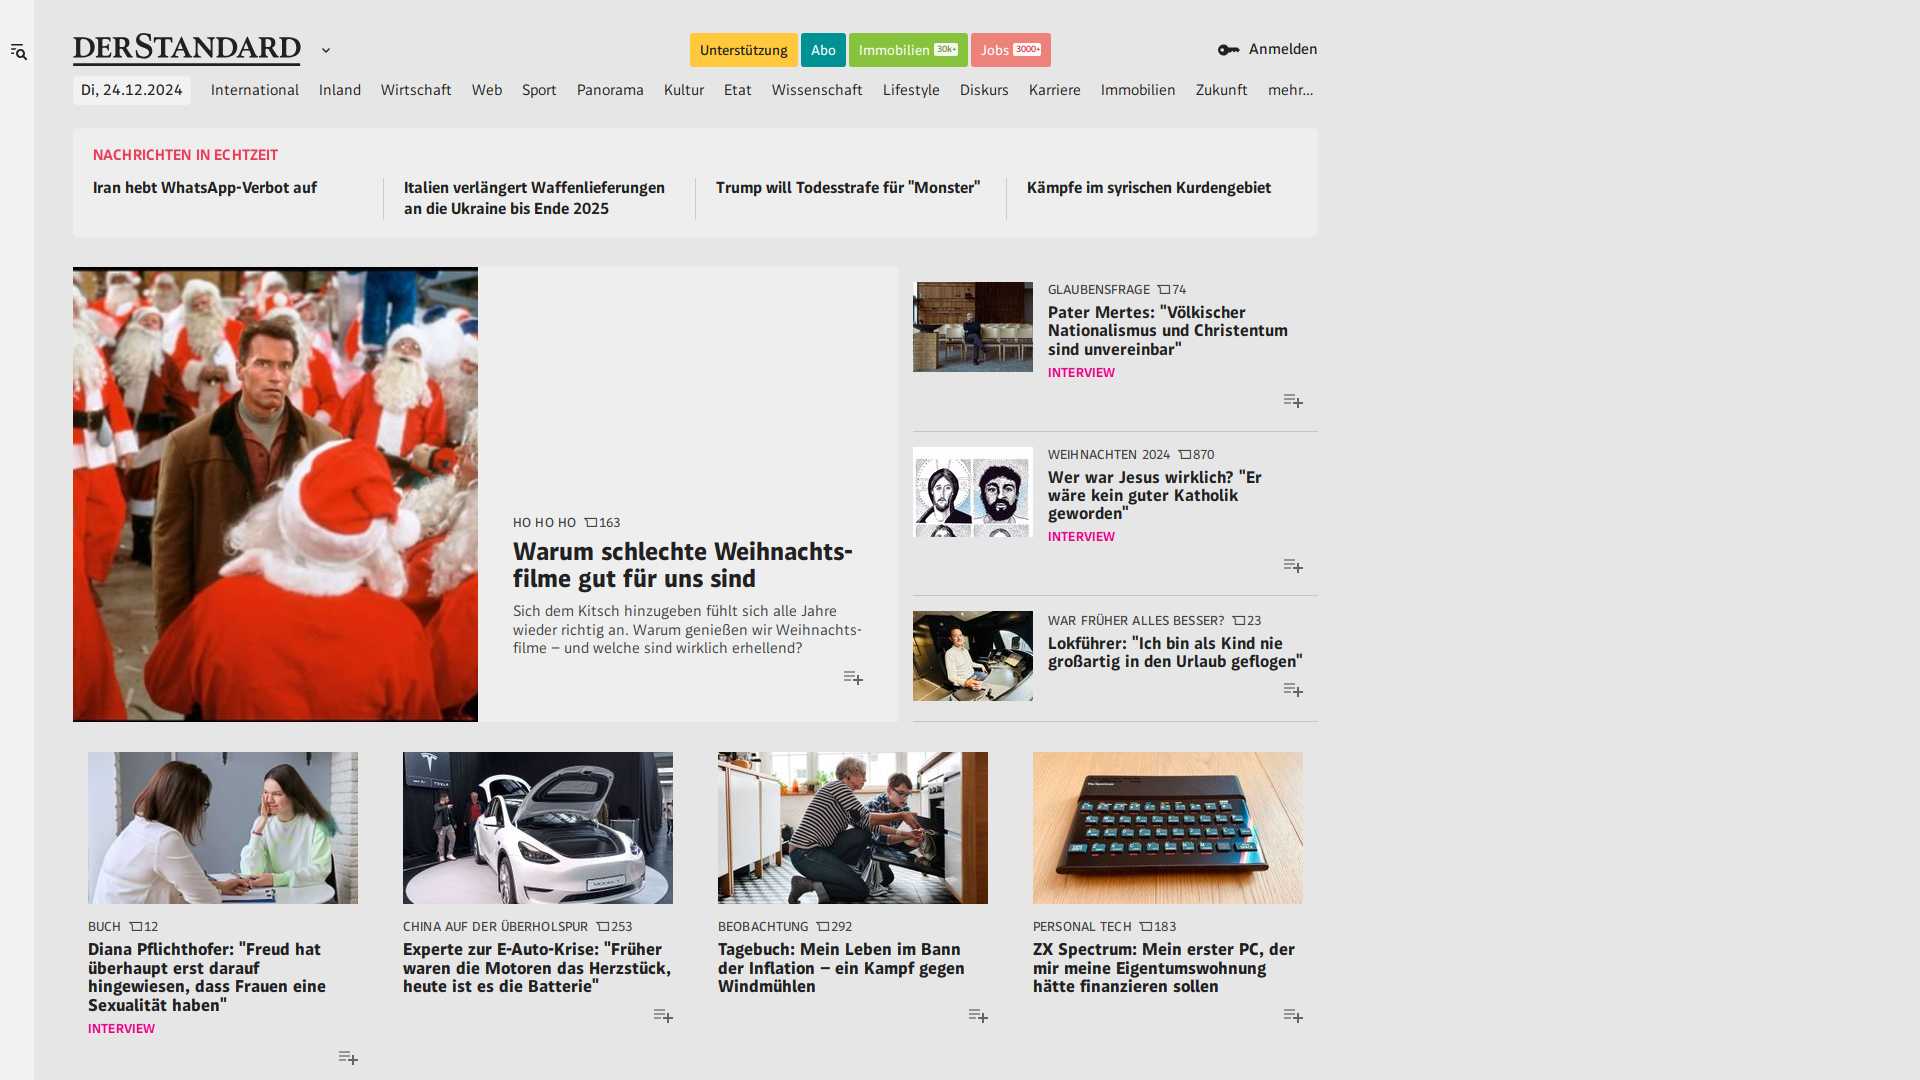 DERSTANDARD
Unterstützung
Abo
Immobilien 30k+
Jobs 3000+
Anmelden
Di, 24.12.2024
International
Inland
Wirtschaft
Web
Sport
Panorama
Kultur
Etat
Wissenschaft
Lifestyle
Diskurs
Karriere
Immobilien
Zukunft
mehr...
NACHRICHTEN IN ECHTZEIT
Iran hebt WhatsApp-Verbot auf
Italien verlängert Waffenlieferungen
an die Ukraine bis Ende 2025
Trump will Todesstrafe für "Monster"
Kämpfe im syrischen Kurdengebiet
HO HO HO 163
Warum schlechte Weihnachts-
filme gut für uns sind
Sich dem Kitsch hinzugeben fühlt sich alle Jahre
wieder richtig an. Warum genießen wir Weihnachts-
filme – und welche sind wirklich erhellend?
GLAUBENSFRAGE 74
Pater Mertes: "Völkischer
Nationalismus und Christentum
sind unvereinbar"
INTERVIEW
WEIHNACHTEN 2024 870
Wer war Jesus wirklich? "Er
wäre kein guter Katholik
geworden"
INTERVIEW
WAR FRÜHER ALLES BESSER? 23
Lokführer: "Ich bin als Kind nie
großartig in den Urlaub geflogen"
BUCH 12
Diana Pflichthofer: "Freud hat
überhaupt erst darauf
hingewiesen, dass Frauen eine
Sexualität haben"
INTERVIEW
CHINA AUF DER ÜBERHOLSPUR 253
Experte zur E-Auto-Krise: "Früher
waren die Motoren das Herzstück,
heute ist es die Batterie"
BEOBACHTUNG 292
Tagebuch: Mein Leben im Bann
der Inflation – ein Kampf gegen
Windmühlen
PERSONAL TECH 183
ZX Spectrum: Mein erster PC, der
mir meine Eigentumswohnung
hätte finanzieren sollen